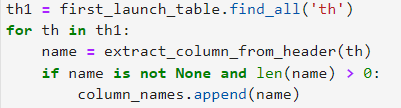 th1 = first_launch_table.find_all('th')
for th in th1:
    name = extract_column_from_header(th)
    if name is not None and len(name) > 0:
        column_names.append(name)